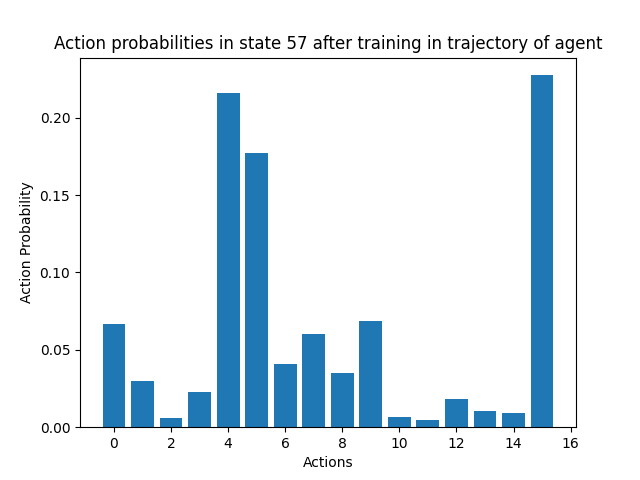 Action probabilities in state 57 after training in trajectory of agent
0.20
0.15
0.10
0.05
0.00
Action Probability
0 2 4 6 8 10 12 14 16
Actions